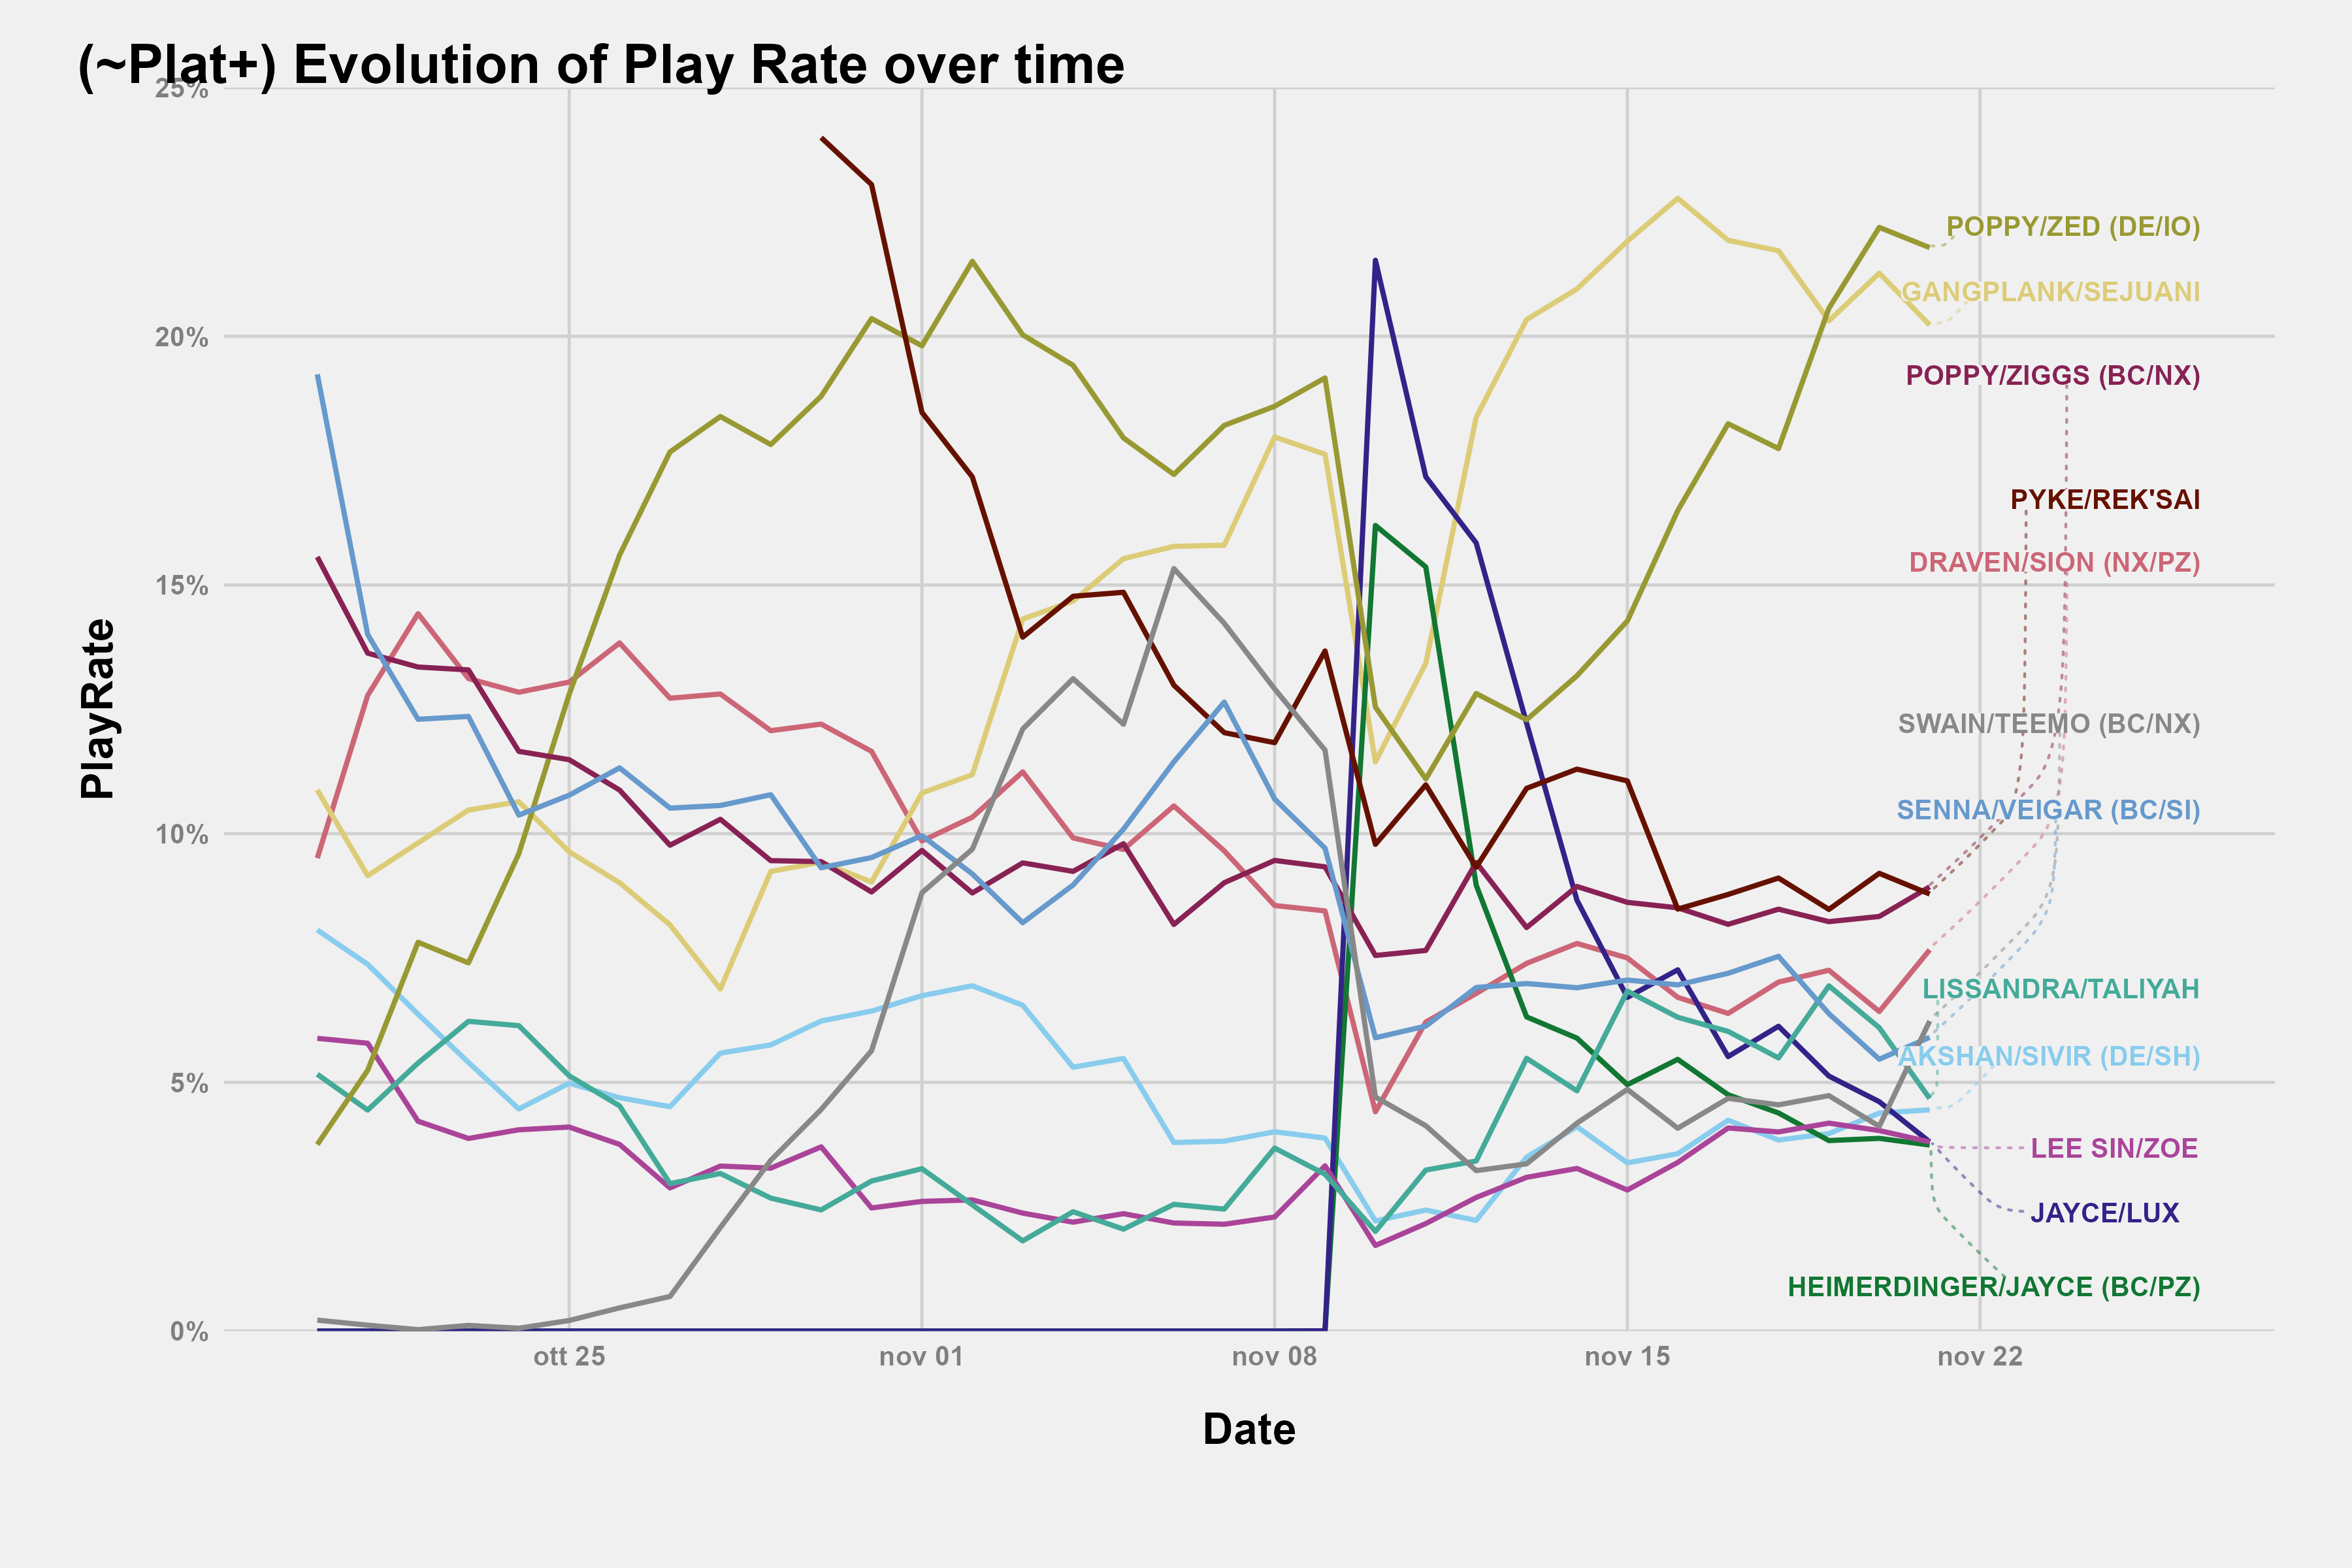 (~Plat+) Evolution of Play Rate over time
25%
20%
15%
10%
5%
0%
PlayRate
POPPY/ZED (DE/IO)
GANGPLANK/SEJUANI
POPPY/ZIGGS (BC/NX)
PYKE/REK'SAI
DRAVEN/SION (NX/PZ)
SWAIN/TEEMO (BC/NX)
SENNA/VEIGAR (BC/SI)
LISSANDRA/TALIYAH
AKSHAN/SIVIR (DE/SH)
LEE SIN/ZOE
JAYCE/LUX
HEIMERDINGER/JAYCE (BC/PZ)
ott 25
nov 01
nov 08
nov 15
nov 22
Date